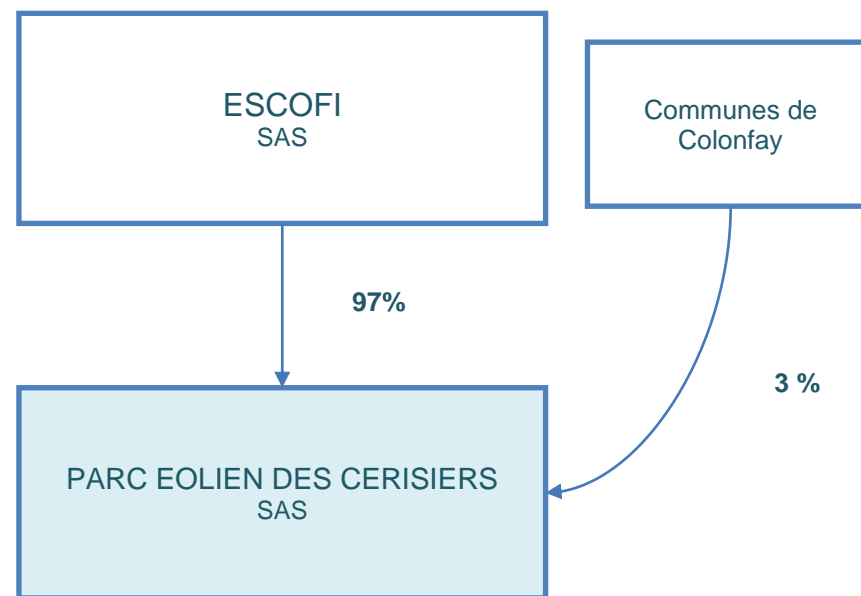 ESCOFI
SAS
Communes de
Colonfay
97%
3 %
PARC EOLIEN DES CERISIERS
SAS